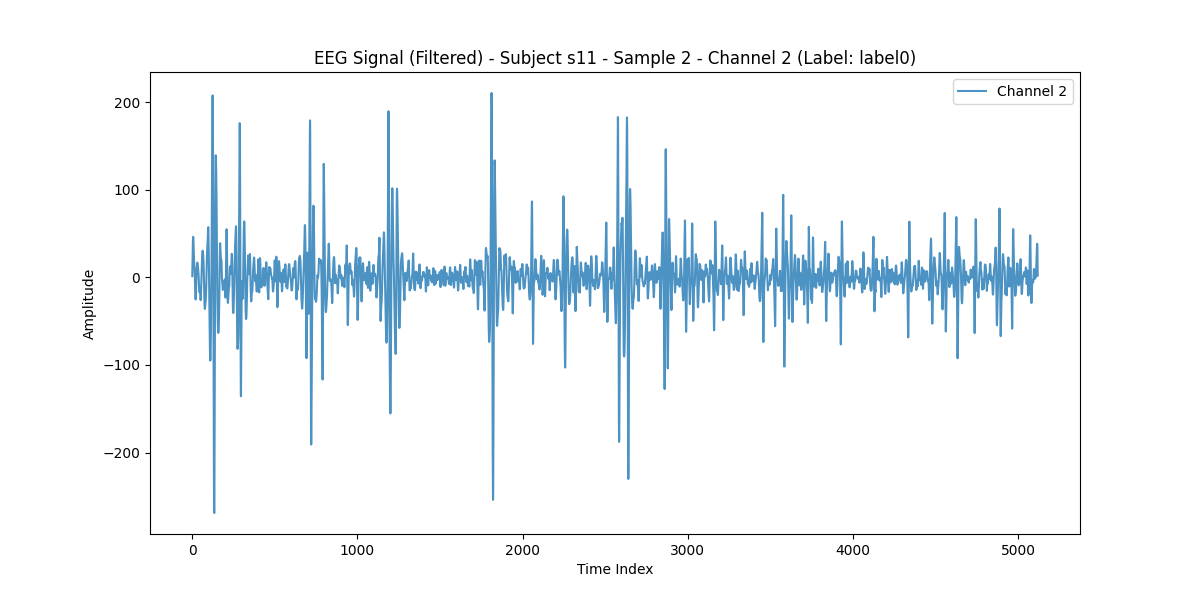 EEG Signal (Filtered) - Subject s11 - Sample 2 - Channel 2 (Label: label0)
Channel 2
200
100
0
−100
−200
Amplitude
0 1000 2000 3000 4000 5000
Time Index